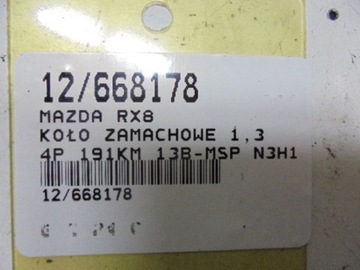 12/668178
MAZDA RX8
KOŁO ZAMACHOWE 1,3
4P 191KM 13B-MSP N3H1
12/668178